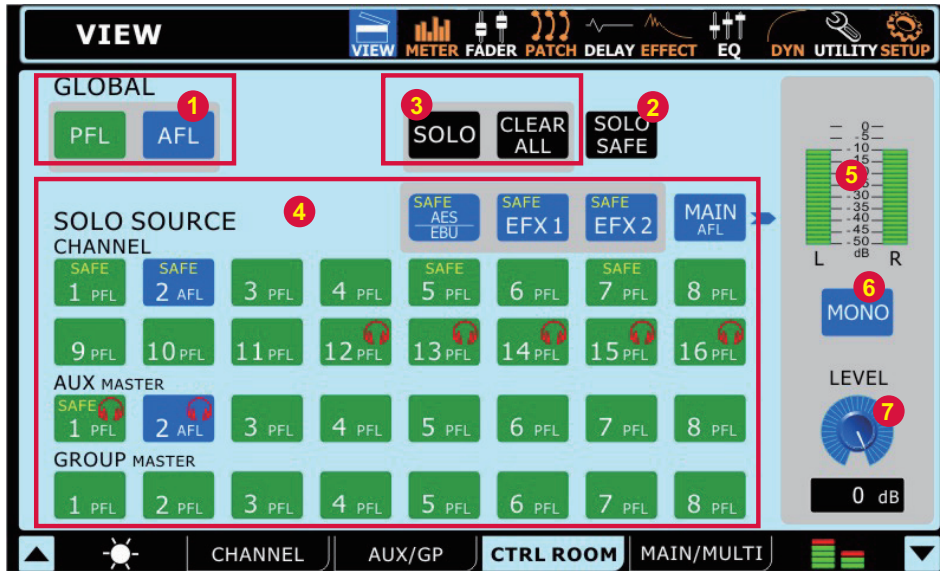 VIEW
VIEW METER FADER PATCH DELAY EFFECT EQ DYN UTILITY SETUP
GLOBAL
1
PFL AFL
3
SOLO CLEAR ALL
2
SOLO SAFE
4
SOLO SOURCE
SAFE AES EBU
SAFE EFX 1
SAFE EFX 2
MAIN AFL
CHANNEL
SAFE 1 PFL
SAFE 2 AFL
3 PFL
4 PFL
SAFE 5 PFL
6 PFL
SAFE 7 PFL
8 PFL
9 PFL
10 PFL
11 PFL
12 PFL
13 PFL
14 PFL
15 PFL
16 PFL
AUX MASTER
SAFE 1 PFL
2 AFL
3 PFL
4 PFL
5 PFL
6 PFL
7 PFL
8 PFL
GROUP MASTER
1 PFL
2 PFL
3 PFL
4 PFL
5 PFL
6 PFL
7 PFL
8 PFL
0
-5
-10
-15
5
-30
-35
-40
-45
-50
dB
L R
6
MONO
LEVEL
7
0 dB
CHANNEL AUX/GP CTRL ROOM MAIN/MULTI